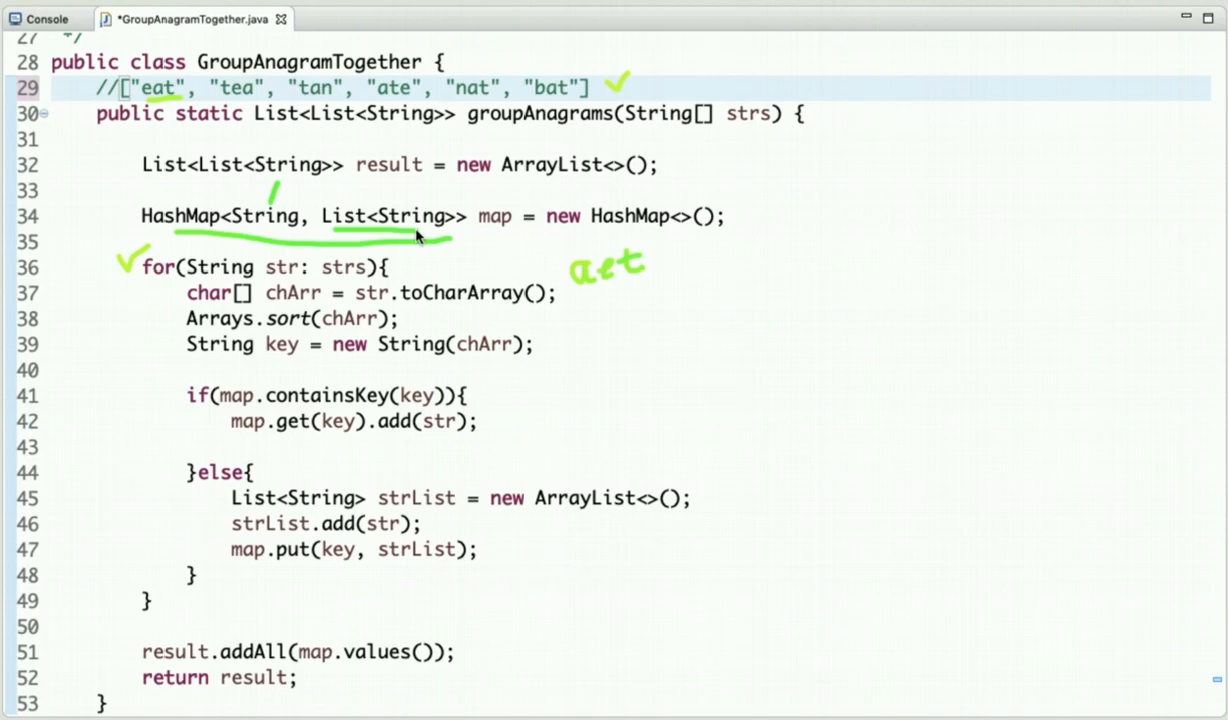 Console *GroupAnagramTogether.java
27 */
28 public class GroupAnagramTogether {
29 //["eat", "tea", "tan", "ate", "nat", "bat"]
30 public static List<List<String>> groupAnagrams(String[] strs) {
31
32 List<List<String>> result = new ArrayList<>();
33
34 HashMap<String, List<String>> map = new HashMap<>();
35
36 for(String str: strs){ aet
37 char[] chArr = str.toCharArray();
38 Arrays.sort(chArr);
39 String key = new String(chArr);
40
41 if(map.containsKey(key)){
42 map.get(key).add(str);
43
44 }else{
45 List<String> strList = new ArrayList<>();
46 strList.add(str);
47 map.put(key, strList);
48 }
49 }
50
51 result.addAll(map.values());
52 return result;
53 }